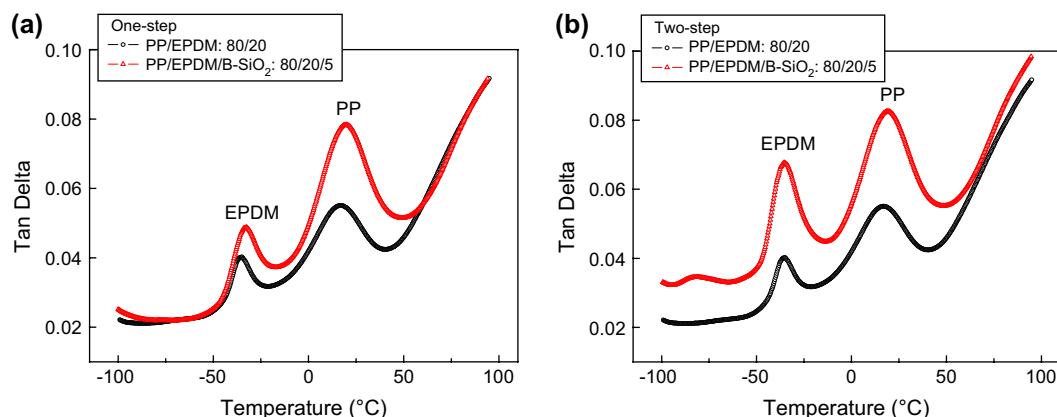 (a)
One-step
PP/EPDM: 80/20
PP/EPDM/B-SiO₂: 80/20/5
0.10
0.08
0.06
0.04
0.02
Tan Delta
EPDM
PP
-100
-50
0
50
100
Temperature (°C)
(b)
Two-step
PP/EPDM: 80/20
PP/EPDM/B-SiO₂: 80/20/5
0.10
0.08
0.06
0.04
0.02
Tan Delta
EPDM
PP
-100
-50
0
50
100
Temperature (°C)